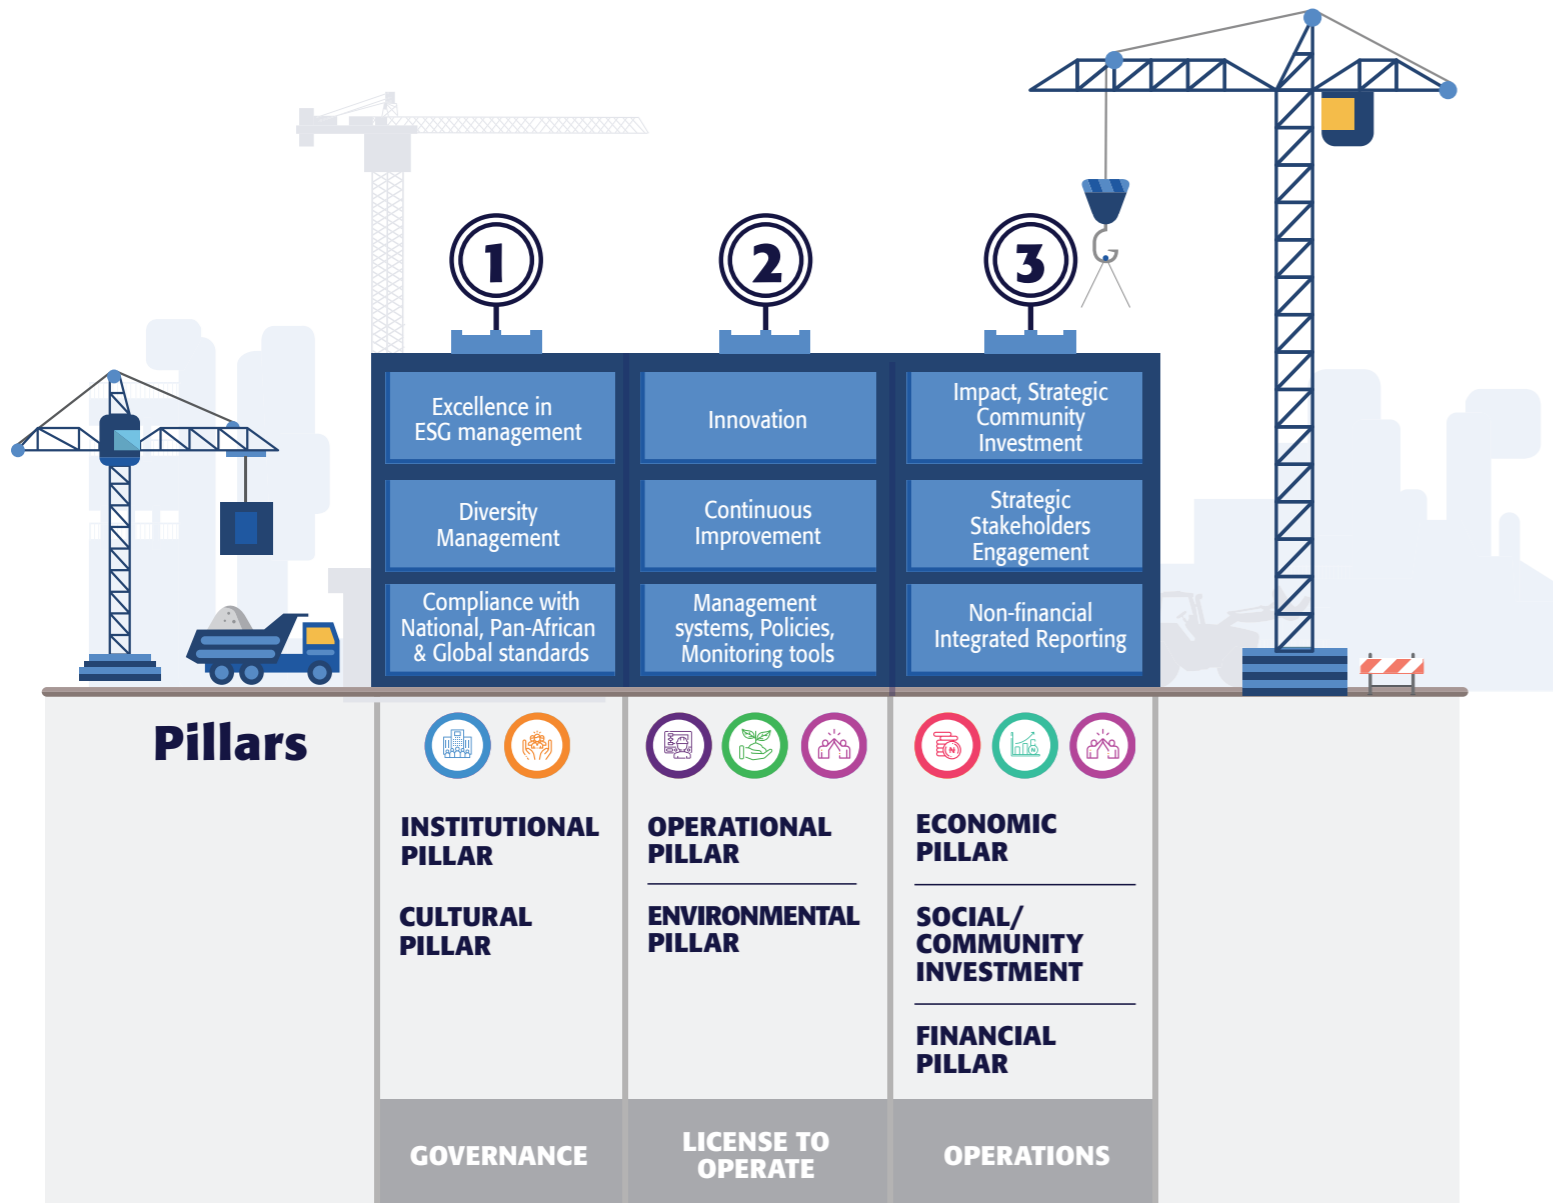 1
2
3
Excellence in
ESG management
Innovation
Impact, Strategic
Community
Investment
Diversity
Management
Continuous
Improvement
Strategic
Stakeholders
Engagement
Compliance with
National, Pan-African
& Global standards
Management
systems, Policies,
Monitoring tools
Non-financial
Integrated Reporting
Pillars
INSTITUTIONAL
PILLAR
CULTURAL
PILLAR
OPERATIONAL
PILLAR
ENVIRONMENTAL
PILLAR
ECONOMIC
PILLAR
SOCIAL/
COMMUNITY
INVESTMENT
FINANCIAL
PILLAR
GOVERNANCE
LICENSE TO
OPERATE
OPERATIONS